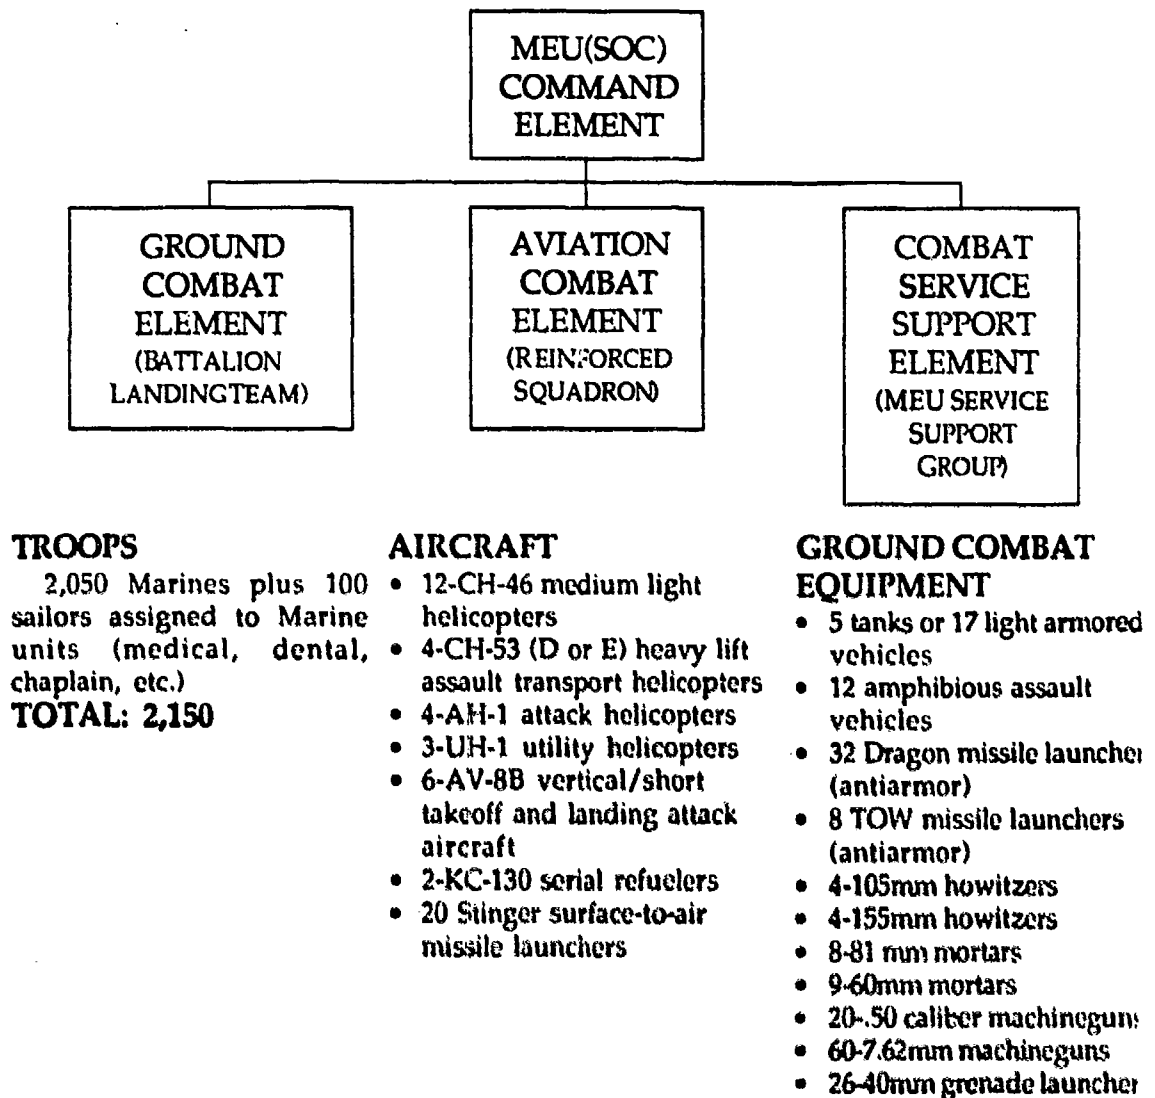 MEU(SOC)
COMMAND
ELEMENT
GROUND
COMBAT
ELEMENT
(BATTALION
LANDINGTEAM)
AVIATION
COMBAT
ELEMENT
(REINFORCED
SQUADRON)
COMBAT
SERVICE
SUPPORT
ELEMENT
(MEU SERVICE
SUPPORT
GROUP)
TROOPS
2,050 Marines plus 100
sailors assigned to Marine
units (medical, dental,
chaplain, etc.)
TOTAL: 2,150
AIRCRAFT
• 12-CH-46 medium light
helicopters
• 4-CH-53 (D or E) heavy lift
assault transport helicopters
• 4-AH-1 attack helicopters
• 3-UH-1 utility helicopters
• 6-AV-8B vertical/short
takeoff and landing attack
aircraft
• 2-KC-130 serial refuelers
• 20 Stinger surface-to-air
missile launchers
GROUND COMBAT
EQUIPMENT
• 5 tanks or 17 light armored
vehicles
• 12 amphibious assault
vehicles
• 32 Dragon missile launcher
(antiarmor)
• 8 TOW missile launchers
(antiarmor)
• 4-105mm howitzers
• 4-155mm howitzers
• 8-81 mm mortars
• 9-60mm mortars
• 20-.50 caliber machineguns
• 60-7.62mm machineguns
• 26-40mm grenade launcher